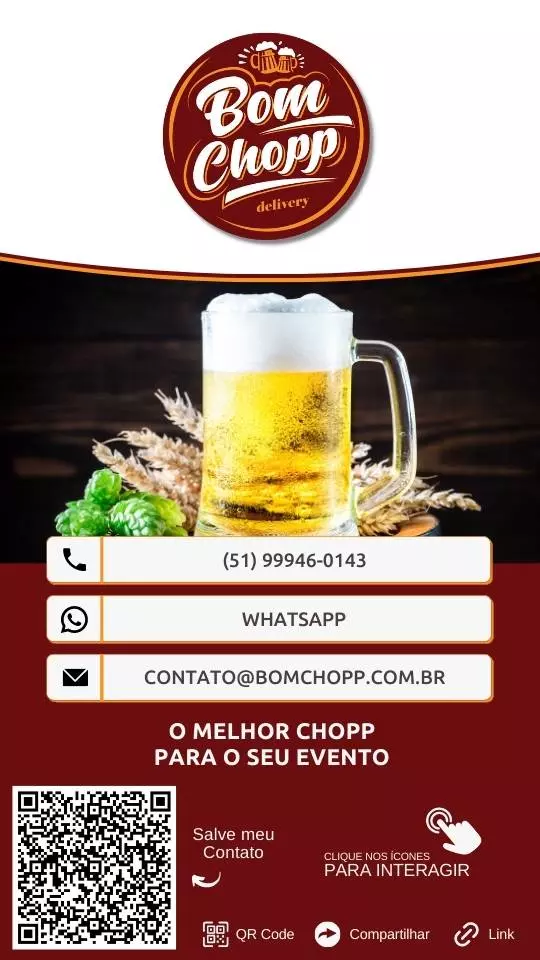 Bom
Chopp
delivery
(51) 99946-0143
WHATSAPP
CONTATO@BOMCHOPP.COM.BR
O MELHOR CHOPP
PARA O SEU EVENTO
Salve meu
Contato
CLIQUE NOS ÍCONES
PARA INTERAGIR
QR Code
Compartilhar
Link